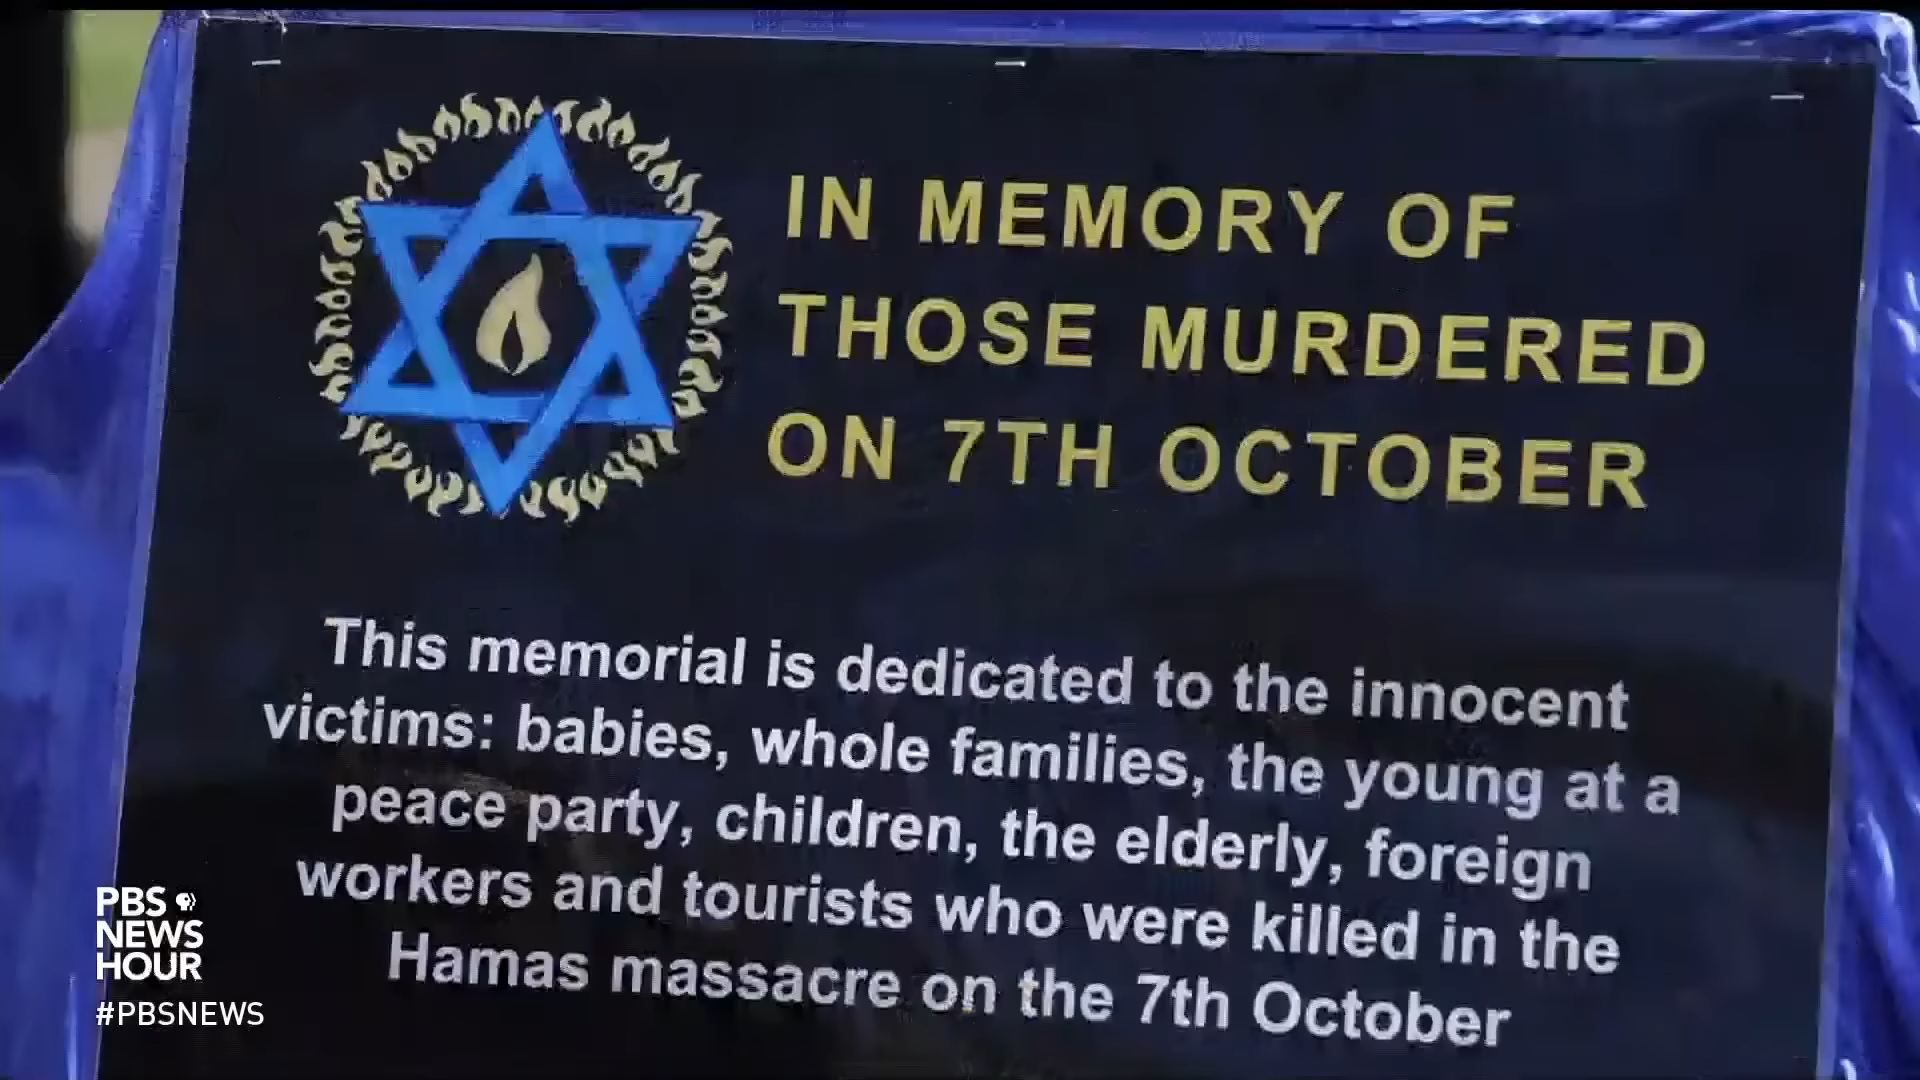 IN MEMORY OF
THOSE MURDERED
ON 7TH OCTOBER
This memorial is dedicated to the innocent
victims: babies, whole families, the young at a
peace party, children, the elderly, foreign
workers and tourists who were killed in the
Hamas massacre on the 7th October
PBS
NEWS
HOUR
#PBSNEWS